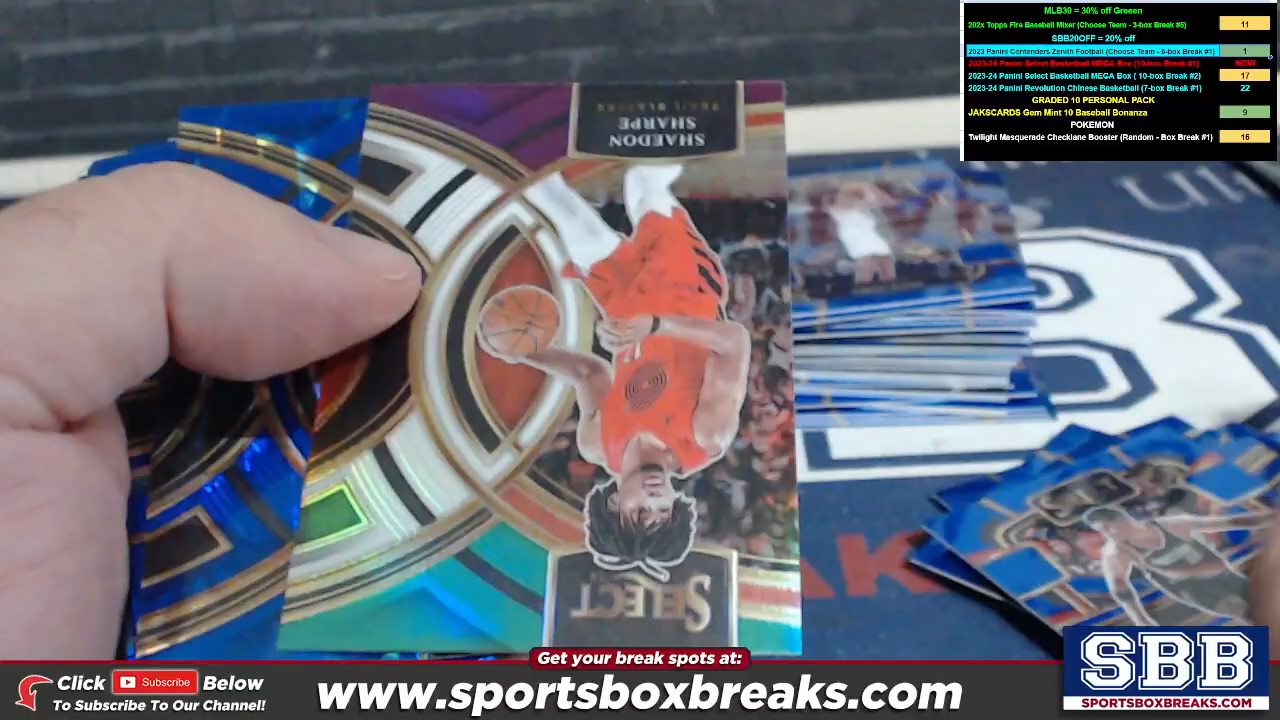 MLB30 = 30% off Greeen
202x Topps Fire Baseball Mixer (Choose Team - 3-box Break #5) 11
SBB20OFF = 20% off
2023 Panini Contenders Zenith Football (Choose Team - 6-box Break #1) 1
2023-24 Panini Select Basketball MEGA Box (10-box Break #1) NOW!
2023-24 Panini Select Basketball MEGA Box ( 10-box Break #2) 17
2023-24 Panini Revolution Chinese Basketball (7-box Break #1) 22
GRADED 10 PERSONAL PACK
JAKSCARDS Gem Mint 10 Baseball Bonanza 9
POKEMON
Twilight Masquerade Checklane Booster (Random - Box Break #1) 16
TRAIL BLAZERS
SHAEDON
SHARPE
SELECT
Get your break spots at:
Click Subscribe Below
To Subscribe To Our Channel!
www.sportsboxbreaks.com
SBB
SPORTSBOXBREAKS.COM